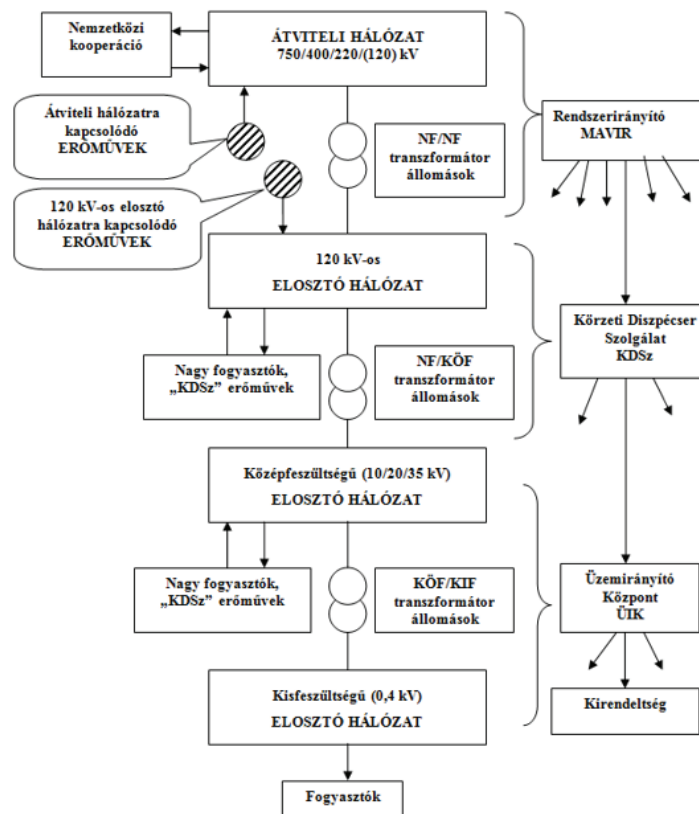 Nemzetközi
kooperáció
ÁTVITELI HÁLÓZAT
750/400/220/(120) kV
Átviteli hálózatra
kapcsolódó
ERŐMŰVEK
NF/NF
transzformátor
állomások
Rendszerirányító
MAVIR
120 kV-os elosztó
hálózatra kapcsolódó
ERŐMŰVEK
120 kV-os
ELOSZTÓ HÁLÓZAT
Körzeti Diszpécser
Szolgálat
KDSz
Nagy fogyasztók,
„KDSz” erőművek
NF/KÖF
transzformátor
állomások
Középfeszültségű (10/20/35 kV)
ELOSZTÓ HÁLÓZAT
Nagy fogyasztók,
„KDSz” erőművek
KÖF/KIF
transzformátor
állomások
Üzemirányító
Központ
ÜIK
Kisfeszültségű (0,4 kV)
ELOSZTÓ HÁLÓZAT
Kirendeltség
Fogyasztók